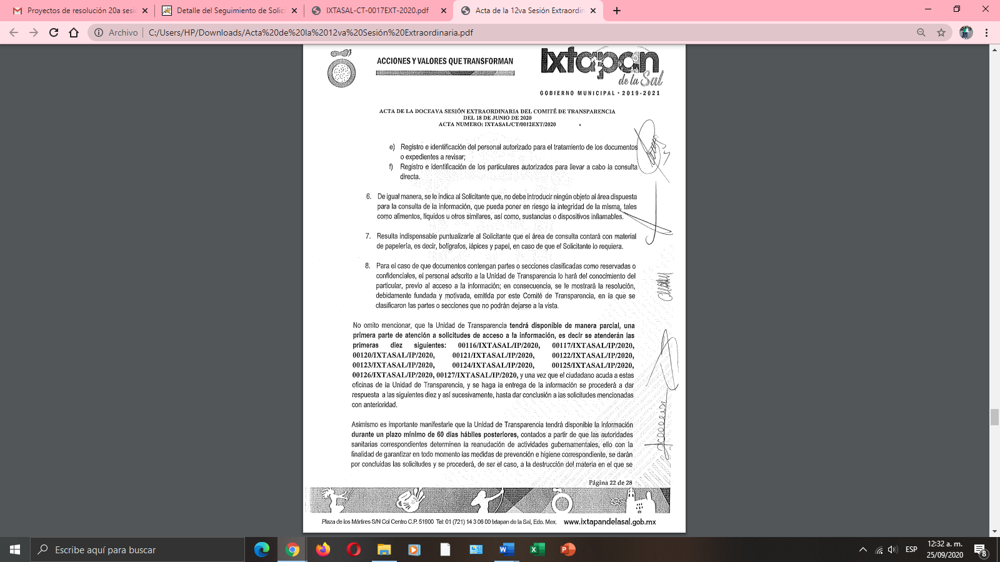 Proyectos de resolución 20a sesi
Detalle del Seguimiento de Solici
IXTASAL-CT-0017EXT-2020.pdf
Acta de la 12va Sesión Extraordin
Archivo
C:/Users/HP/Downloads/Acta%20de%20la%2012va%20Sesión%20Extraordinaria.pdf
ACCIONES Y VALORES QUE TRANSFORMAN
Ixtapan
de la Sal
GOBIERNO MUNICIPAL • 2019-2021
ACTA DE LA DOCEAVA SESIÓN EXTRAORDINARIA DEL COMITÉ DE TRANSPARENCIA
DEL 18 DE JUNIO DE 2020
ACTA NUMERO: IXTASAL/CT/0012EXT/2020
e) Registro e identificación del personal autorizado para el tratamiento de los documentos
o expedientes a revisar;
f) Registro e identificación de los particulares autorizados para llevar a cabo la consulta
directa.
6. De igual manera, se le indica al Solicitante que, no debe introducir ningún objeto al área dispuesta
para la consulta de la información, que pueda poner en riesgo la integridad de la misma, tales
como alimentos, líquidos u otros similares, así como, sustancias o dispositivos inflamables.
7. Resulta indispensable puntualizarle al Solicitante que el área de consulta contará con material
de papelería, es decir, bolígrafos, lápices y papel, en caso de que el Solicitante lo requiera.
8. Para el caso de que documentos contengan partes o secciones clasificadas como reservadas o
confidenciales, el personal adscrito a la Unidad de Transparencia lo hará del conocimiento del
particular, previo al acceso a la información; en consecuencia, se le mostrará la resolución,
debidamente fundada y motivada, emitida por este Comité de Transparencia, en la que se
clasificaron las partes o secciones que no podrán dejarse a la vista.
No omito mencionar, que la Unidad de Transparencia tendrá disponible de manera parcial, una
primera parte de atención a solicitudes de acceso a la información, es decir se atenderán las
primeras diez siguientes: 00116/IXTASAL/IP/2020, 00117/IXTASAL/IP/2020,
00120/IXTASAL/IP/2020, 00121/IXTASAL/IP/2020, 00122/IXTASAL/IP/2020,
00123/IXTASAL/IP/2020, 00124/IXTASAL/IP/2020, 00125/IXTASAL/IP/2020,
00126/IXTASAL/IP/2020, 00127/IXTASAL/IP/2020, y una vez que el ciudadano acuda a estas
oficinas de la Unidad de Transparencia, y se haga la entrega de la información se procederá a dar
respuesta a las siguientes diez y así sucesivamente, hasta dar conclusión a las solicitudes mencionadas
con anterioridad.
Asimismo es importante manifestarle que la Unidad de Transparencia tendrá disponible la información
durante un plazo mínimo de 60 días hábiles posteriores, contados a partir de que las autoridades
sanitarias correspondientes determinen la reanudación de actividades gubernamentales, ello con la
finalidad de garantizar en todo momento las medidas de prevención e higiene correspondiente, se darán
por concluidas las solicitudes y se procederá, de ser el caso, a la destrucción del materia en el que se
Página 22 de 28
Plaza de los Mártires S/N Col Centro C.P. 51900 Tel: 01 (721) 14 3 06 00 Ixtapan de la Sal, Edo. Mex. www.ixtapandelasal.gob.mx
Escribe aquí para buscar
ESP
12:32 a. m.
25/09/2020
8